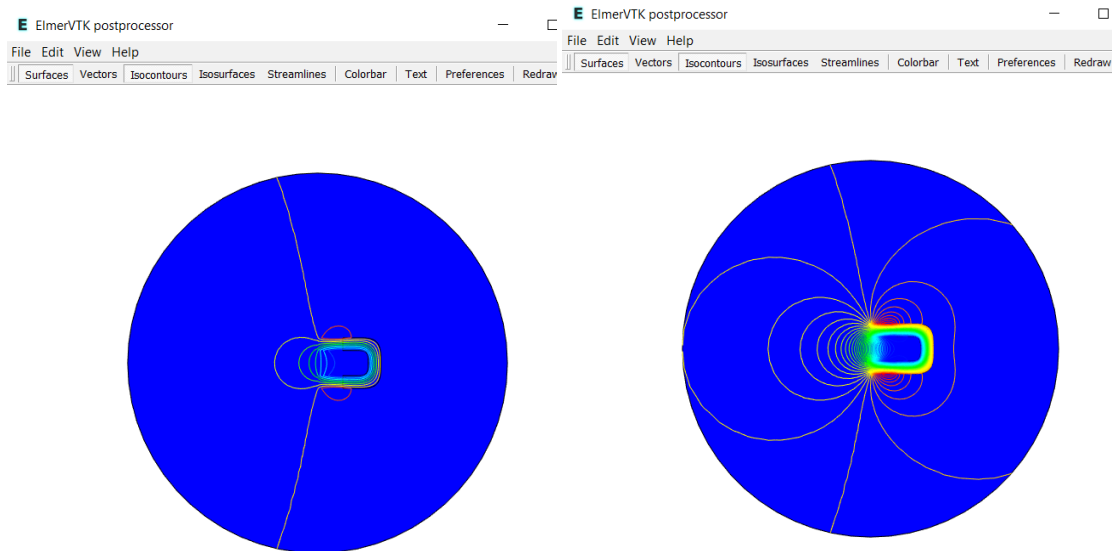 E ElmerVTK postprocessor
File Edit View Help
Surfaces Vectors Isocontours Isosurfaces Streamlines Colorbar Text Preferences Redraw
E ElmerVTK postprocessor
File Edit View Help
Surfaces Vectors Isocontours Isosurfaces Streamlines Colorbar Text Preferences Redraw